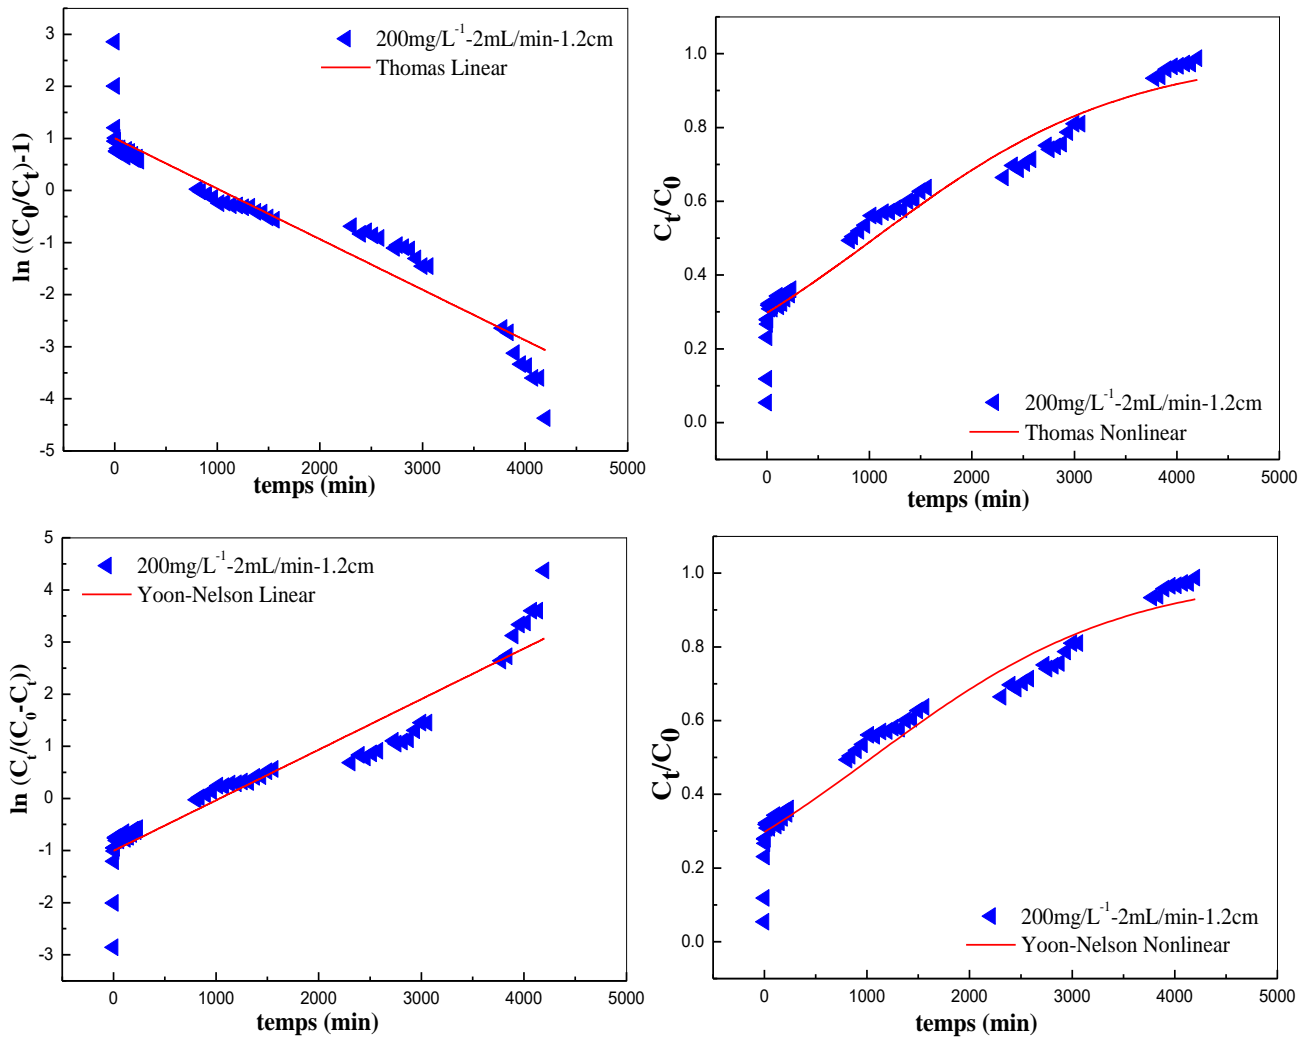 200mg/L⁻¹-2mL/min-1.2cm
Thomas Linear
ln ((C₀/Cₜ)-1)
3
2
1
0
-1
-2
-3
-4
-5
0 1000 2000 3000 4000 5000
temps (min)
Cₜ/C₀
1.0
0.8
0.6
0.4
0.2
0.0
200mg/L⁻¹-2mL/min-1.2cm
Thomas Nonlinear
0 1000 2000 3000 4000 5000
temps (min)
200mg/L⁻¹-2mL/min-1.2cm
Yoon-Nelson Linear
ln (Cₜ/(C₀-Cₜ))
5
4
3
2
1
0
-1
-2
-3
0 1000 2000 3000 4000 5000
temps (min)
Cₜ/C₀
1.0
0.8
0.6
0.4
0.2
0.0
200mg/L⁻¹-2mL/min-1.2cm
Yoon-Nelson Nonlinear
0 1000 2000 3000 4000 5000
temps (min)